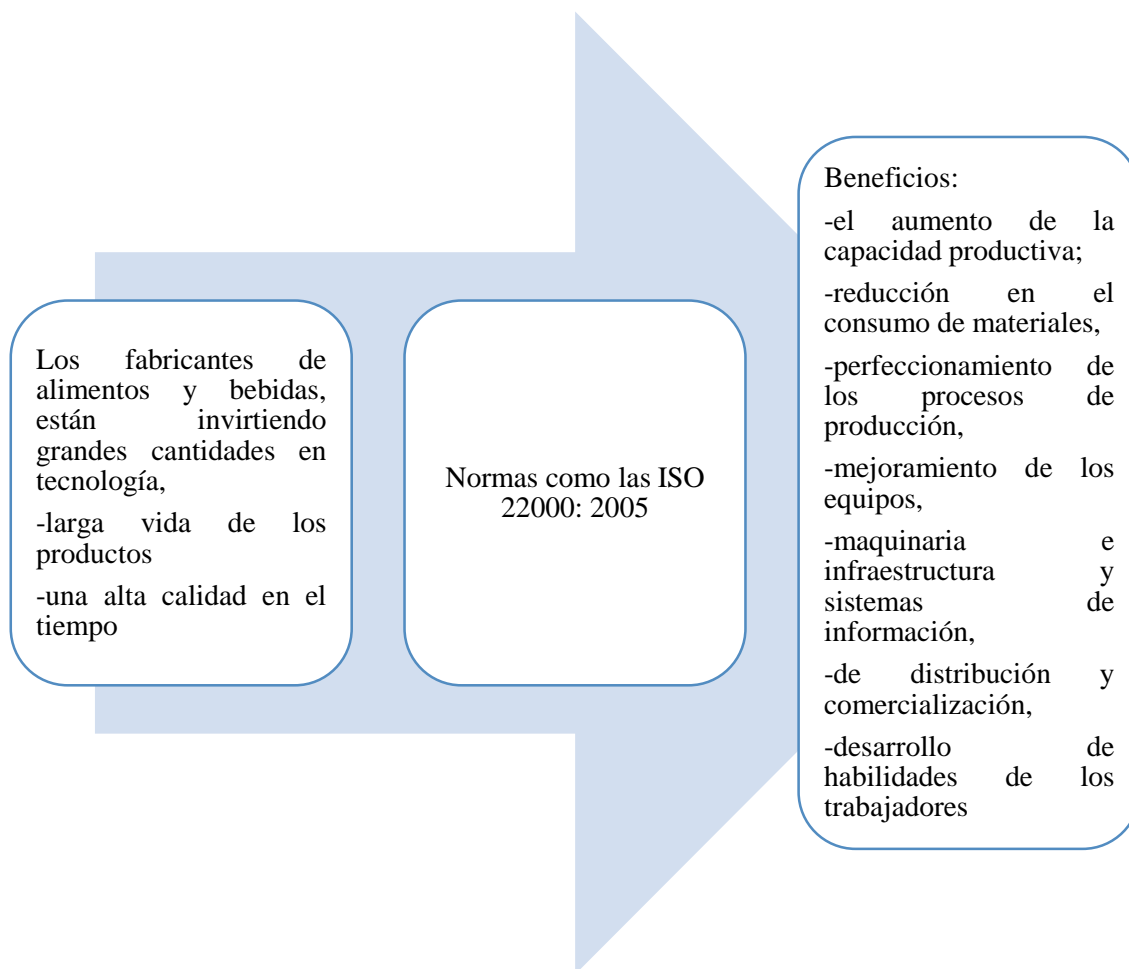 Los fabricantes de
alimentos y bebidas,
están invirtiendo
grandes cantidades en
tecnología,
-larga vida de los
productos
-una alta calidad en el
tiempo
Normas como las ISO
22000: 2005
Beneficios:
-el aumento de la
capacidad productiva;
-reducción en el
consumo de materiales,
-perfeccionamiento de
los procesos de
producción,
-mejoramiento de los
equipos,
-maquinaria e
infraestructura y
sistemas de
información,
-de distribución y
comercialización,
-desarrollo de
habilidades de los
trabajadores